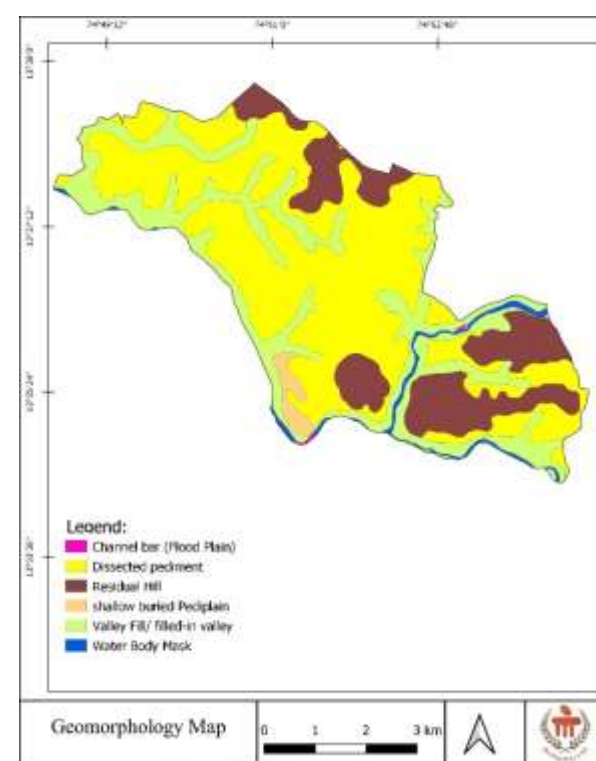 Legend:
Channel bar (Flood Plain)
Dissected pediment
Residual Hill
shallow buried Pediplain
Valley Fill/ filled-in valley
Water Body Mask
Geomorphology Map
0 1 2 3 km